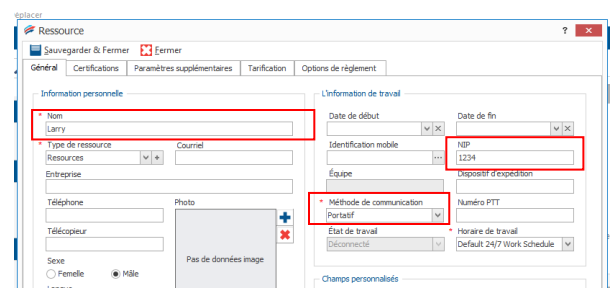 éplacer
Ressource ?
Sauvegarder & Fermer Fermer
Général Certifications Paramètres supplémentaires Tarification Options de règlement
Information personnelle
L'information de travail
* Nom
Larry
Date de début Date de fin
* Type de ressource Courriel
Resources
Identification mobile NIP
1234
Entreprise
Équipe Dispositif d'expédition
Téléphone Photo
* Méthode de communication Numéro PTT
Portatif
Télécopieur
État de travail * Horaire de travail
Déconnecté Default 24/7 Work Schedule
Pas de données image
Sexe
Femelle Mâle
Champs personnalisés